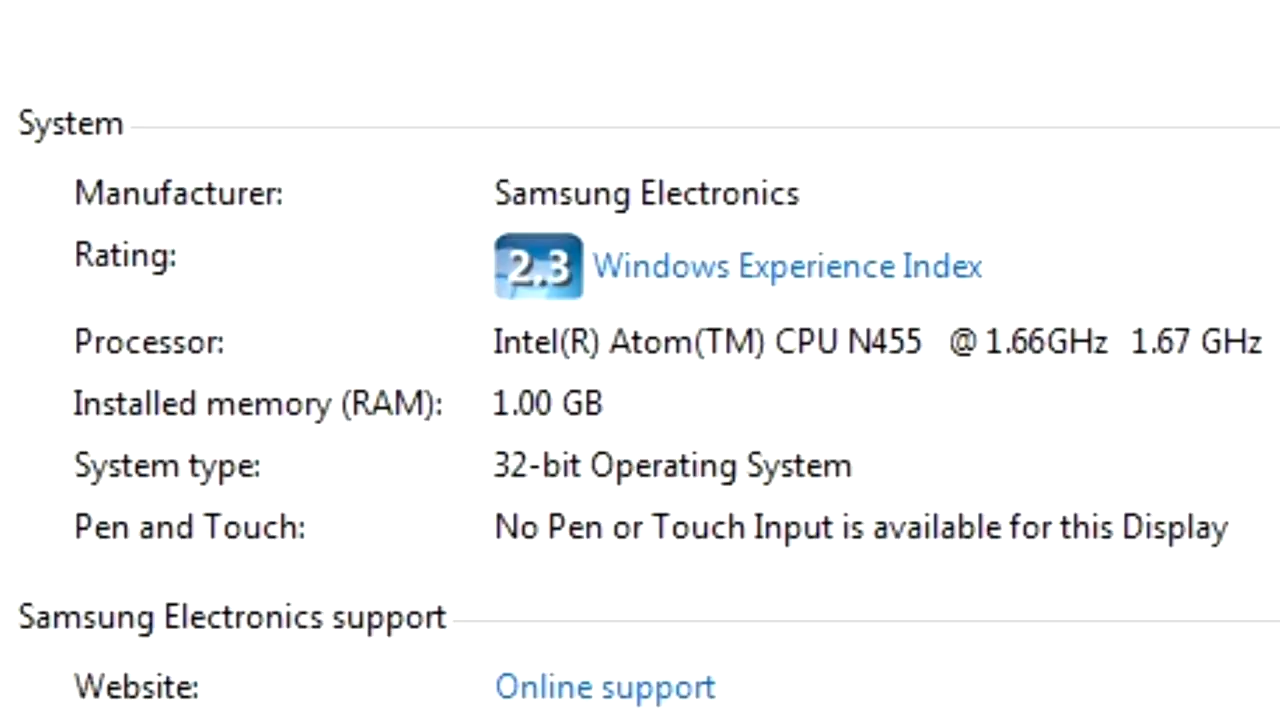 System
Manufacturer: Samsung Electronics
Rating: 2.3 Windows Experience Index
Processor: Intel(R) Atom(TM) CPU N455 @ 1.66GHz 1.67 GHz
Installed memory (RAM): 1.00 GB
System type: 32-bit Operating System
Pen and Touch: No Pen or Touch Input is available for this Display
Samsung Electronics support
Website: Online support